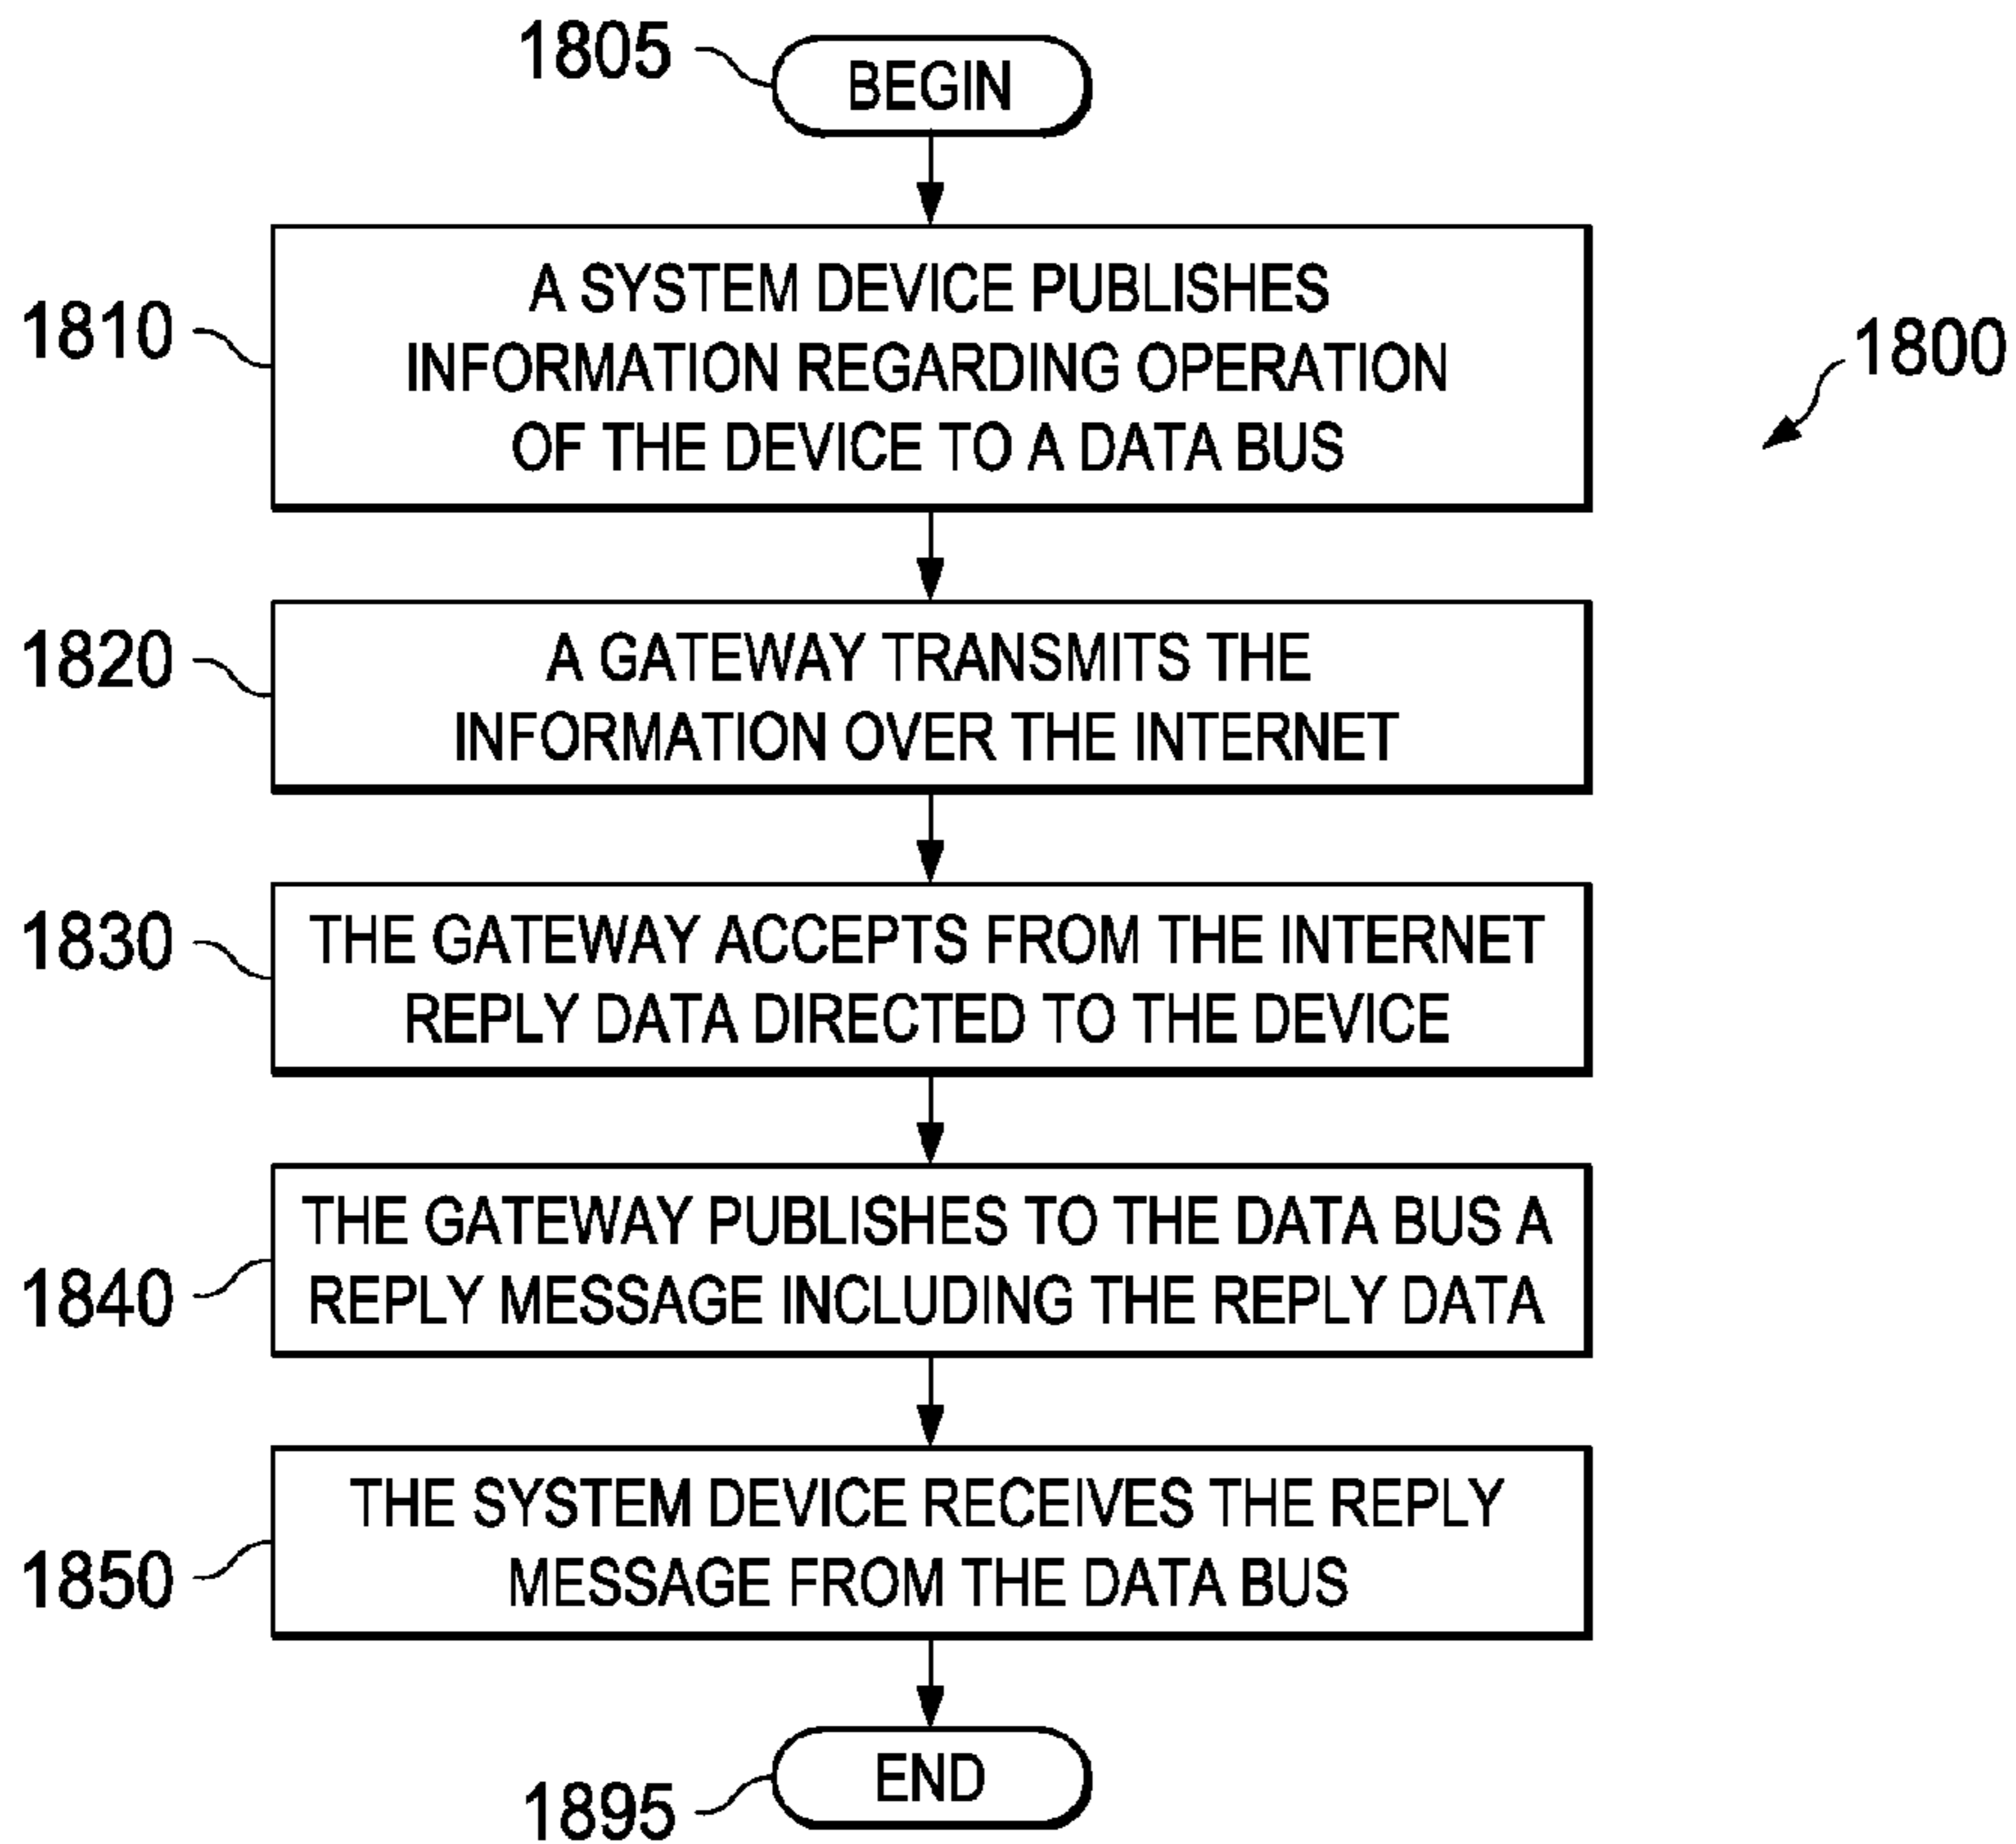 1805
BEGIN
1810
A SYSTEM DEVICE PUBLISHES
INFORMATION REGARDING OPERATION
OF THE DEVICE TO A DATA BUS
1800
1820
A GATEWAY TRANSMITS THE
INFORMATION OVER THE INTERNET
1830
THE GATEWAY ACCEPTS FROM THE INTERNET
REPLY DATA DIRECTED TO THE DEVICE
1840
THE GATEWAY PUBLISHES TO THE DATA BUS A
REPLY MESSAGE INCLUDING THE REPLY DATA
1850
THE SYSTEM DEVICE RECEIVES THE REPLY
MESSAGE FROM THE DATA BUS
1895
END